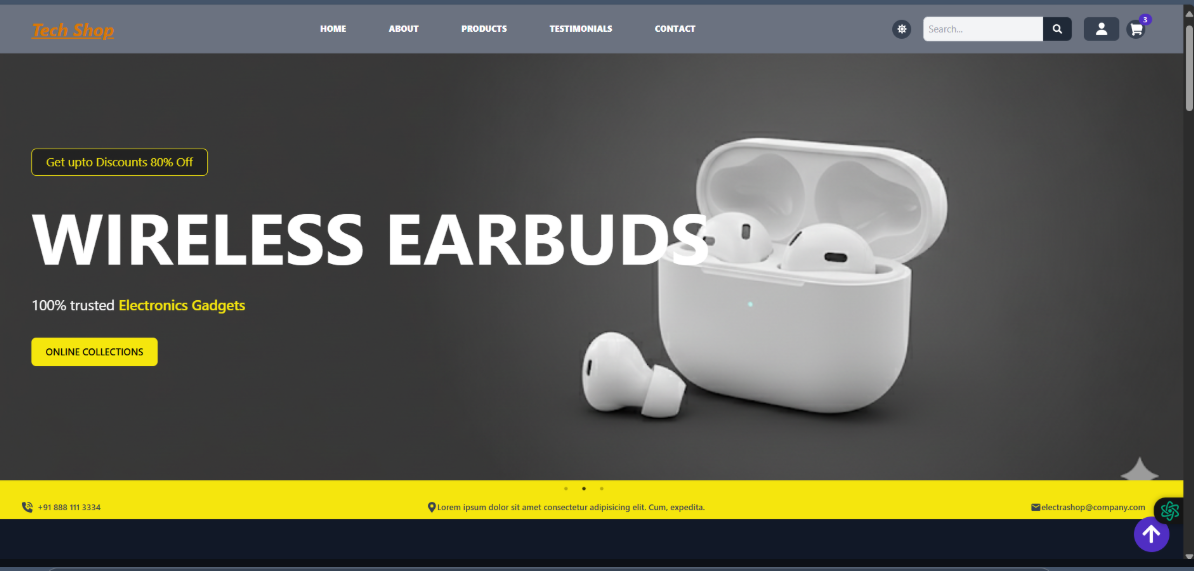 Tech Shop
HOME ABOUT PRODUCTS TESTIMONIALS CONTACT
Search...
3
Get upto Discounts 80% Off
WIRELESS EARBUDS
100% trusted Electronics Gadgets
ONLINE COLLECTIONS
+91 888 111 3334
Lorem ipsum dolor sit amet consectetur adipisicing elit. Cum, expedita.
electrashop@company.com